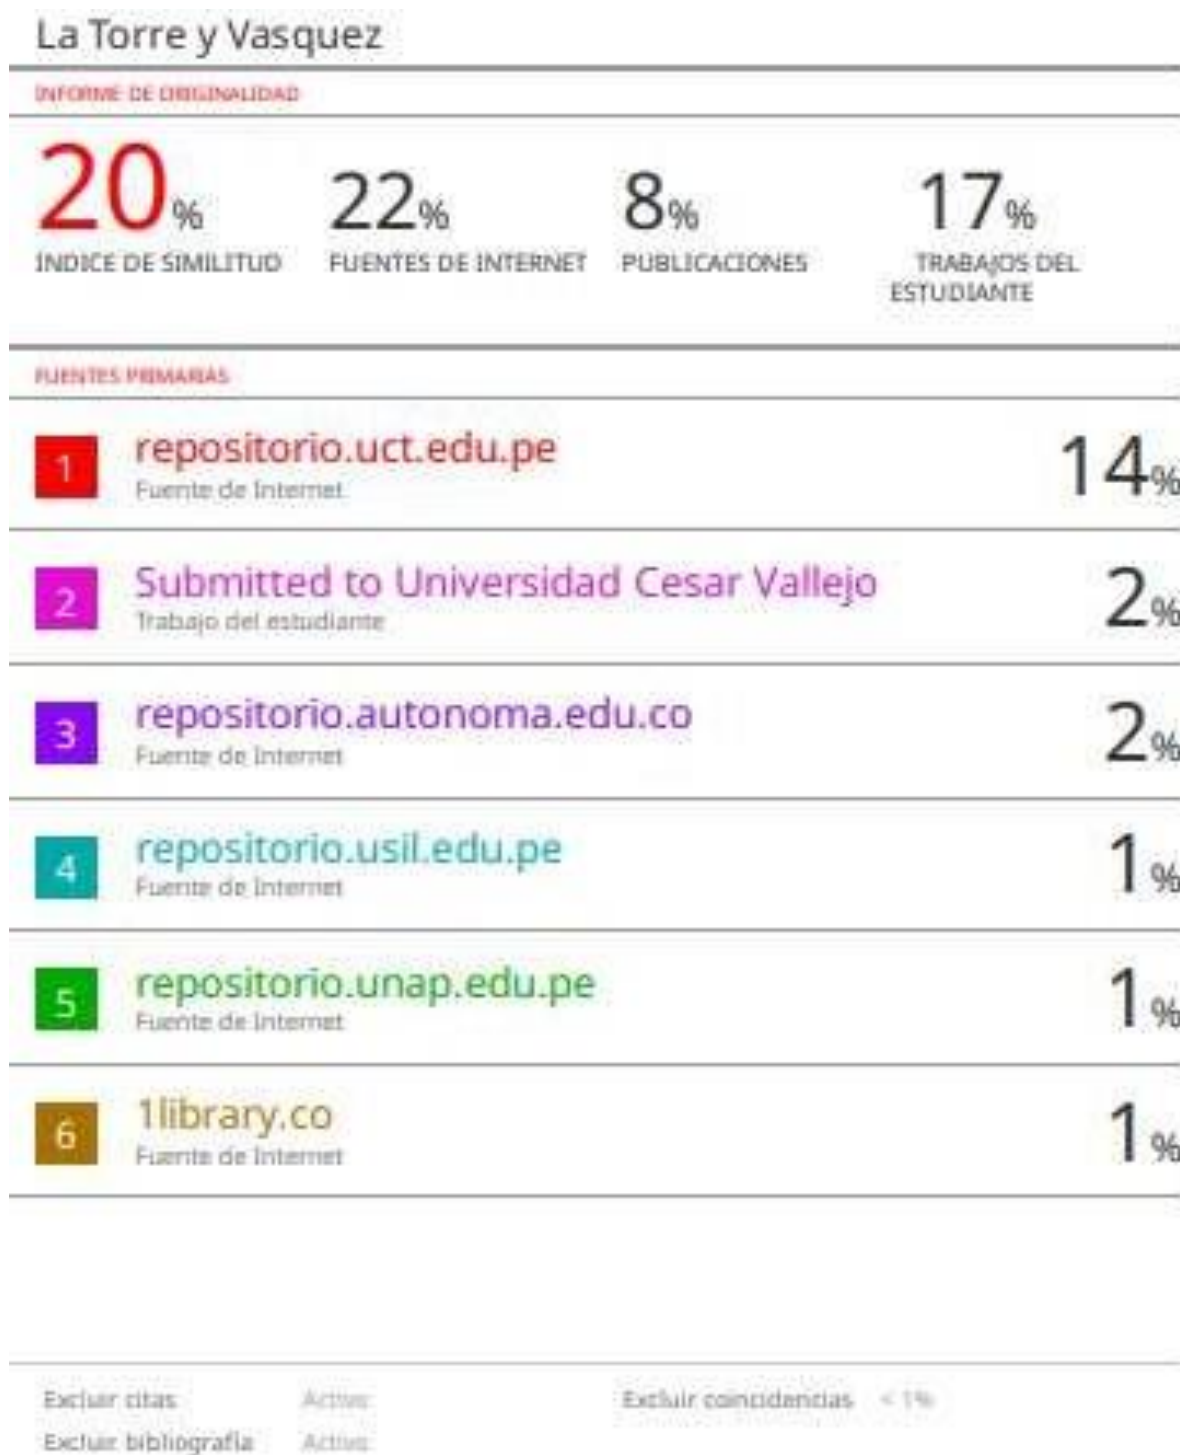 La Torre y Vasquez
INFORME DE ORIGINALIDAD
20% 22% 8% 17%
INDICE DE SIMILITUD FUENTES DE INTERNET PUBLICACIONES TRABAJOS DEL
ESTUDIANTE
FUENTES PRIMARIAS
1 repositorio.uct.edu.pe 14%
Fuente de Internet
2 Submitted to Universidad Cesar Vallejo 2%
Trabajo del estudiante
3 repositorio.autonoma.edu.co 2%
Fuente de Internet
4 repositorio.usil.edu.pe 1%
Fuente de Internet
5 repositorio.unap.edu.pe 1%
Fuente de Internet
6 1library.co 1%
Fuente de Internet
Excluir citas Activo Excluir coincidencias < 1%
Excluir bibliografía Activo